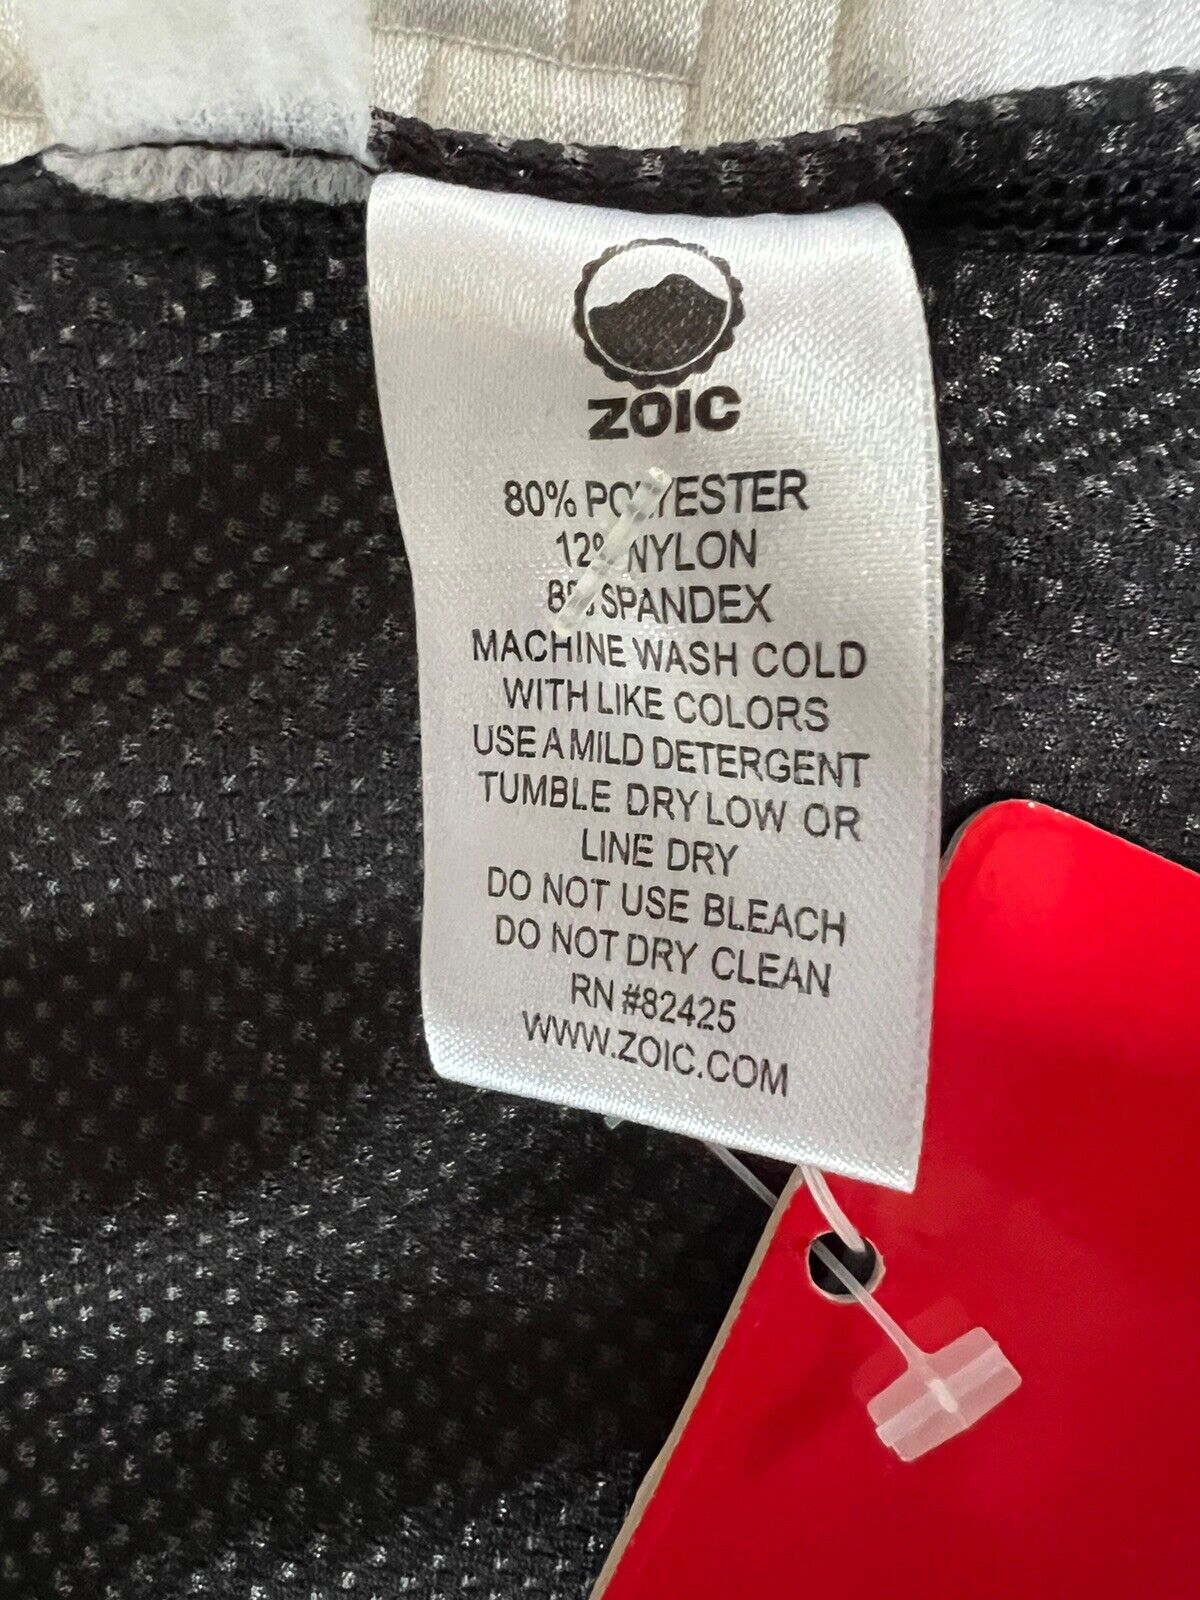 ZOIC
80% POLYESTER
12% NYLON
8% SPANDEX
MACHINE WASH COLD
WITH LIKE COLORS
USE A MILD DETERGENT
TUMBLE DRY LOW OR
LINE DRY
DO NOT USE BLEACH
DO NOT DRY CLEAN
RN #82425
WWW.ZOIC.COM